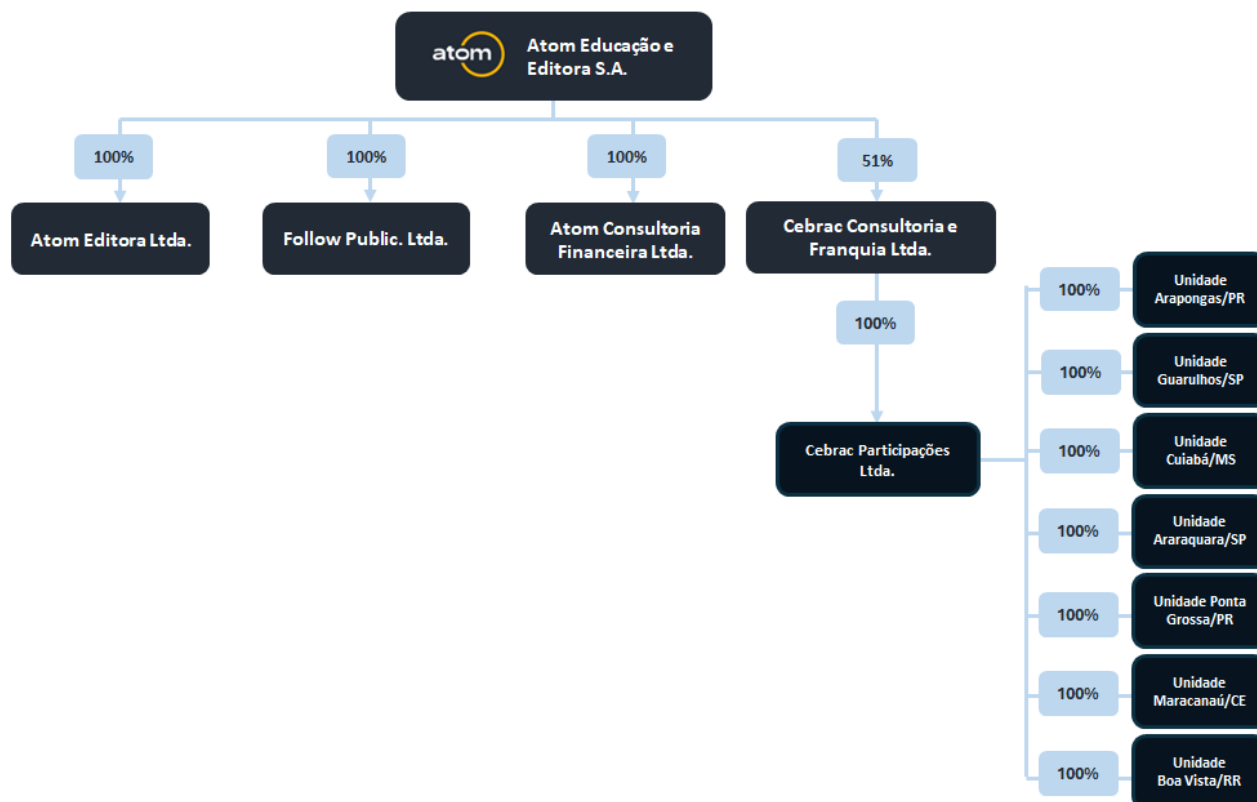 atom
Atom Educação e
Editora S.A.
100%
100%
100%
51%
Atom Editora Ltda.
Follow Public. Ltda.
Atom Consultoria
Financeira Ltda.
Cebrac Consultoria e
Franquia Ltda.
100%
Cebrac Participações
Ltda.
100%
Unidade
Arapongas/PR
100%
Unidade
Guarulhos/SP
100%
Unidade
Cuiabá/MS
100%
Unidade
Araraquara/SP
100%
Unidade Ponta
Grossa/PR
100%
Unidade
Maracanaú/CE
100%
Unidade
Boa Vista/RR